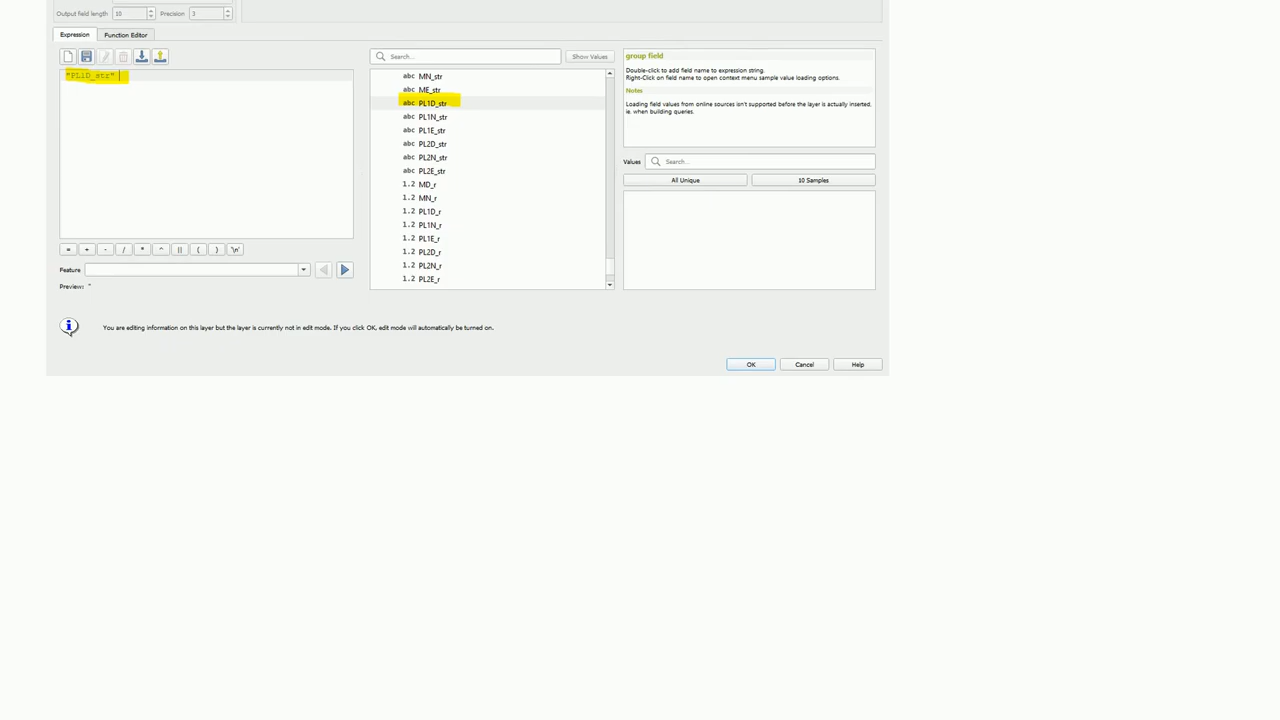 Output field length 10 Precision 3
Expression Function Editor
Search... Show Values
"PL1D_str"
abc MN_str
abc ME_str
abc PL1D_str
abc PL1N_str
abc PL1E_str
abc PL2D_str
abc PL2N_str
abc PL2E_str
1.2 MD_r
1.2 MN_r
1.2 PL1D_r
1.2 PL1N_r
1.2 PL1E_r
1.2 PL2D_r
1.2 PL2N_r
1.2 PL2E_r
group field
Double-click to add field name to expression string.
Right-Click on field name to open context menu sample value loading options.
Notes
Loading field values from online sources isn't supported before the layer is actually inserted,
ie. when building queries.
Values Search...
All Unique 10 Samples
= + - / * ^ || ( ) '\n'
Feature
Preview: "
You are editing information on this layer but the layer is currently not in edit mode. If you click OK, edit mode will automatically be turned on.
OK Cancel Help